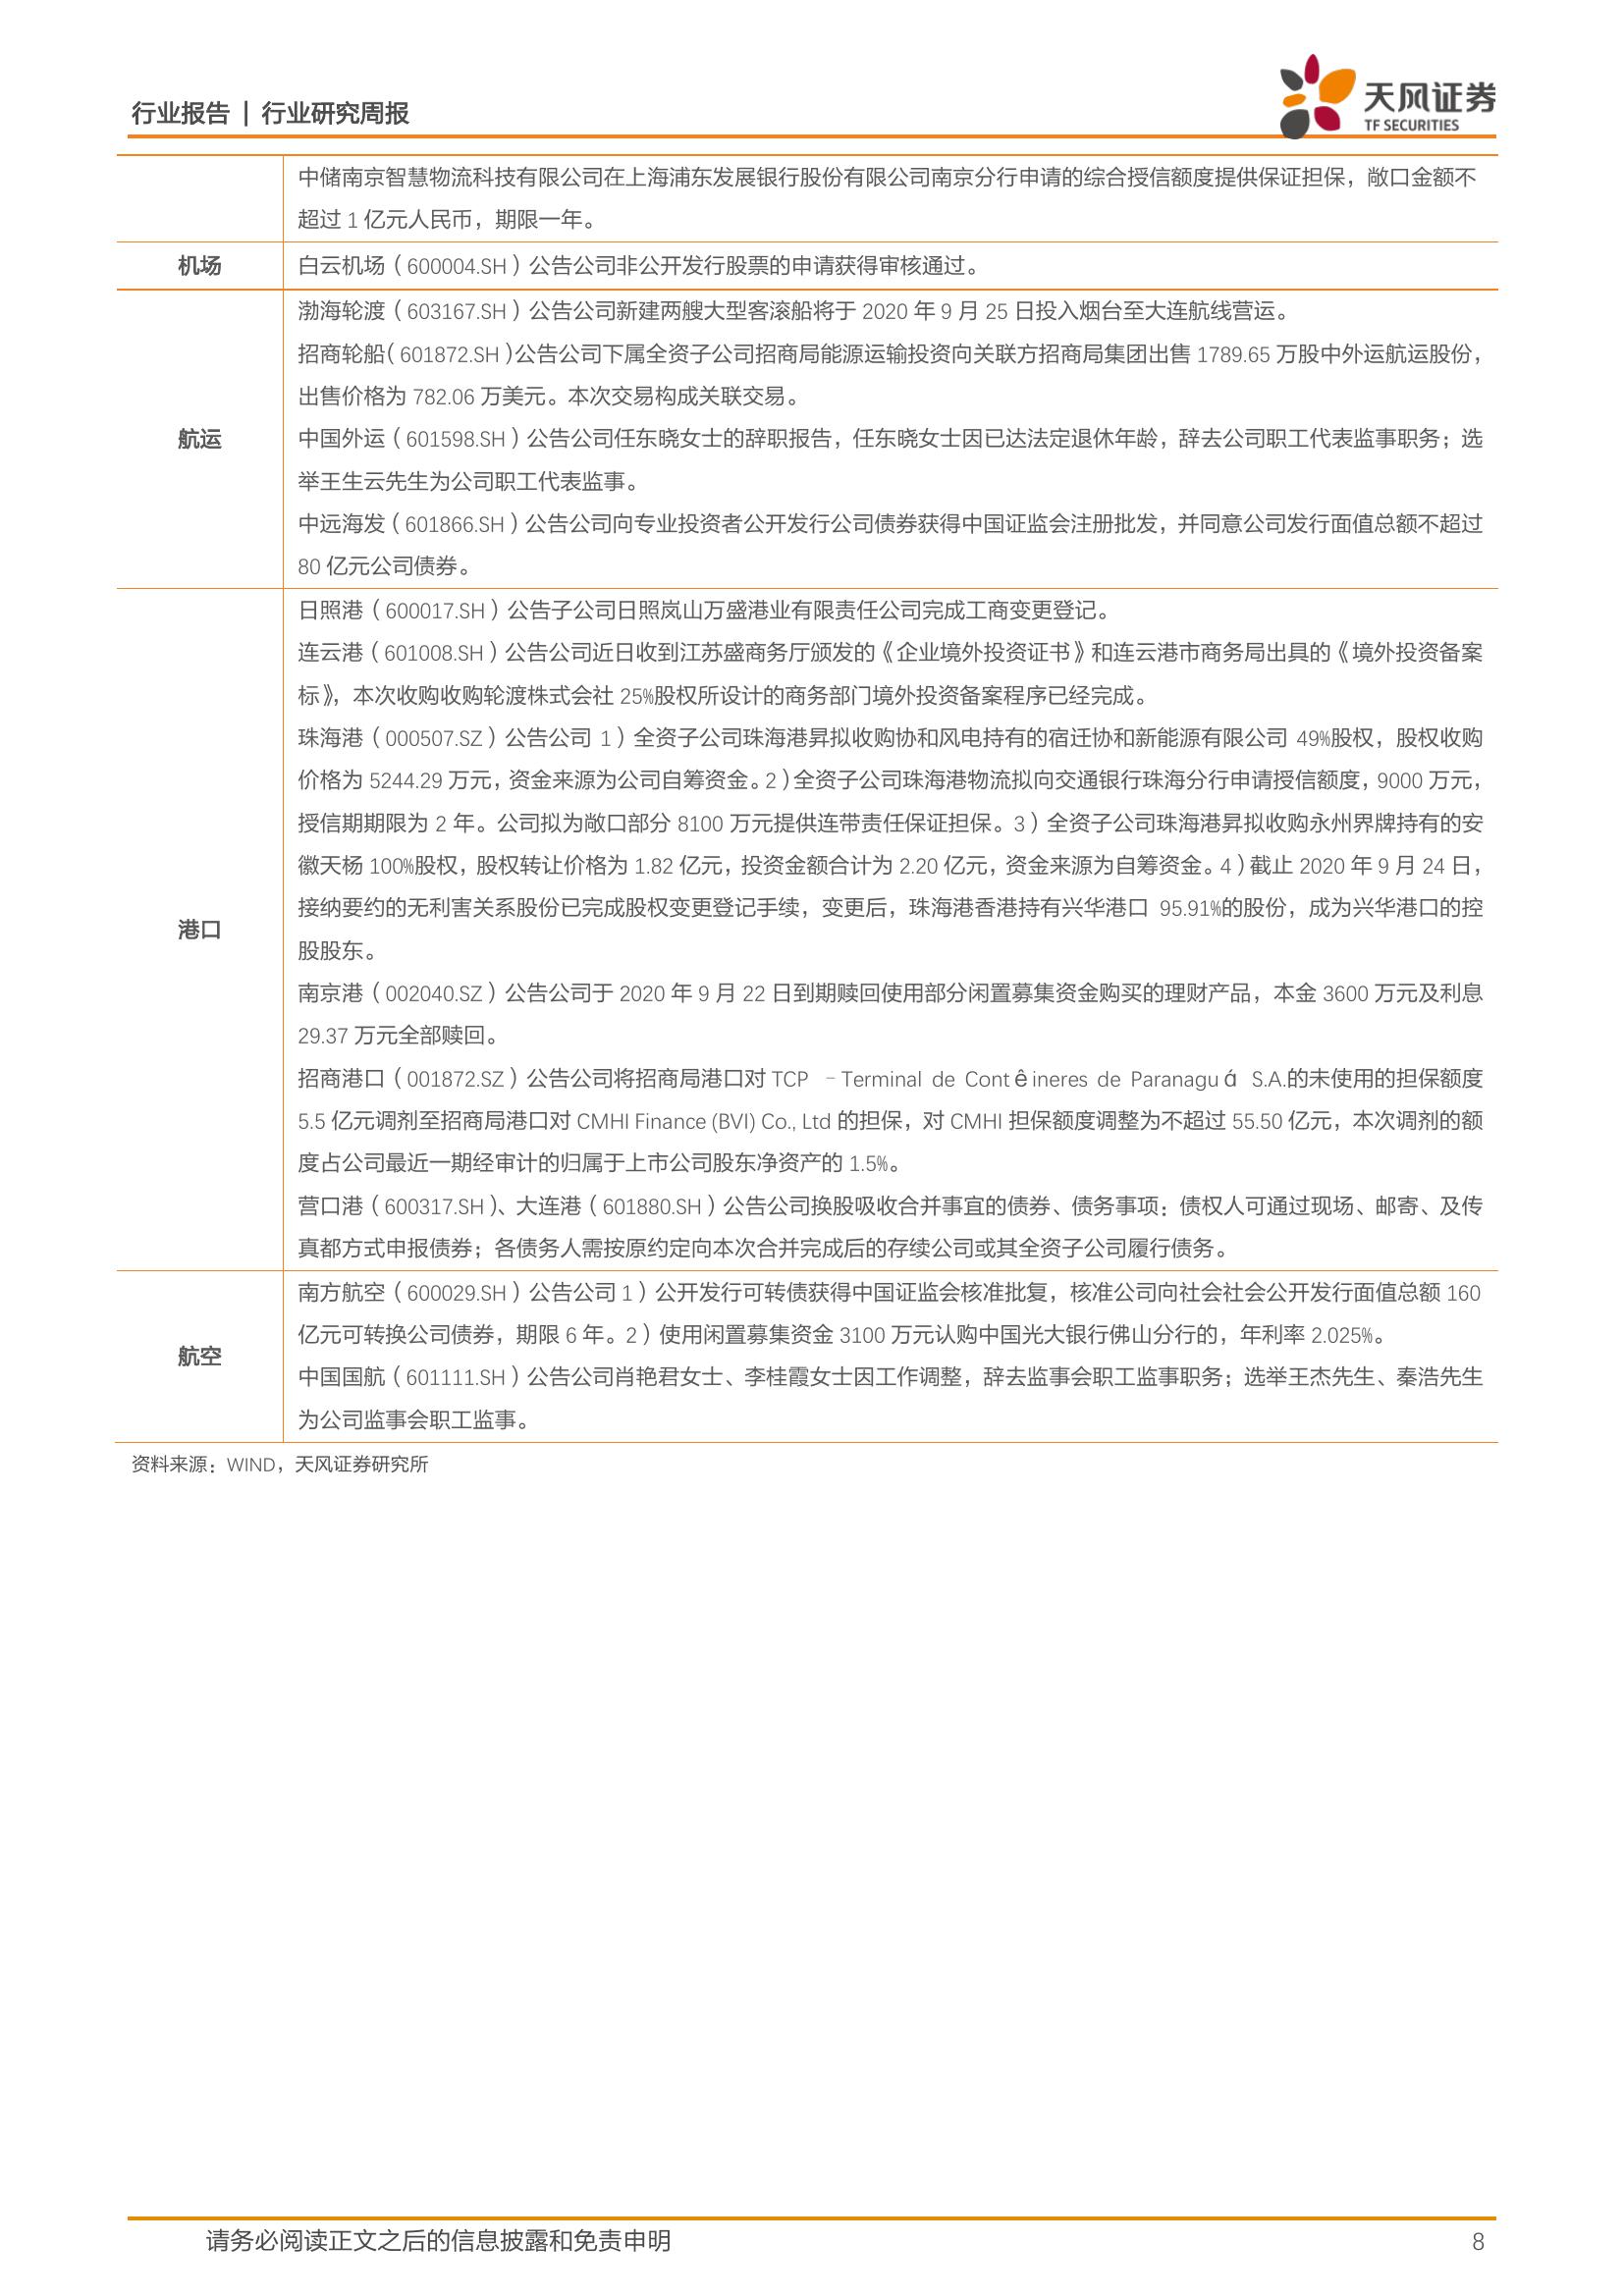 行业报告 | 行业研究周报
天风证券
TF SECURITIES
中储南京智慧物流科技有限公司在上海浦东发展银行股份有限公司南京分行申请的综合授信额度提供保证担保，敞口金额不
超过 1 亿元人民币，期限一年。
机场
白云机场（600004.SH）公告公司非公开发行股票的申请获得审核通过。
航运
渤海轮渡（603167.SH）公告公司新建两艘大型客滚船将于 2020 年 9 月 25 日投入烟台至大连航线营运。
招商轮船（601872.SH）公告公司下属全资子公司招商局能源运输投资向关联方招商局集团出售 1789.65 万股中外运航运股份，
出售价格为 782.06 万美元。本次交易构成关联交易。
中国外运（601598.SH）公告公司任东晓女士的辞职报告，任东晓女士因已达法定退休年龄，辞去公司职工代表监事职务；选
举王生云先生为公司职工代表监事。
中远海发（601866.SH）公告公司向专业投资者公开发行公司债券获得中国证监会注册批发，并同意公司发行面值总额不超过
80 亿元公司债券。
港口
日照港（600017.SH）公告子公司日照岚山万盛港业有限责任公司完成工商变更登记。
连云港（601008.SH）公告公司近日收到江苏盛商务厅颁发的《企业境外投资证书》和连云港市商务局出具的《境外投资备案
标》，本次收购收购轮渡株式会社 25%股权所设计的商务部门境外投资备案程序已经完成。
珠海港（000507.SZ）公告公司 1）全资子公司珠海港昇拟收购协和风电持有的宿迁协和新能源有限公司 49%股权，股权收购
价格为 5244.29 万元，资金来源为公司自筹资金。2）全资子公司珠海港物流拟向交通银行珠海分行申请授信额度，9000 万元，
授信期期限为 2 年。公司拟为敞口部分 8100 万元提供连带责任保证担保。3）全资子公司珠海港昇拟收购永州界牌持有的安
徽天杨 100%股权，股权转让价格为 1.82 亿元，投资金额合计为 2.20 亿元，资金来源为自筹资金。4）截止 2020 年 9 月 24 日，
接纳要约的无利害关系股份已完成股权变更登记手续，变更后，珠海港香港持有兴华港口 95.91%的股份，成为兴华港口的控
股股东。
南京港（002040.SZ）公告公司于 2020 年 9 月 22 日到期赎回使用部分闲置募集资金购买的理财产品，本金 3600 万元及利息
29.37 万元全部赎回。
招商港口（001872.SZ）公告公司将招商局港口对 TCP – Terminal de Contêineres de Paranaguá S.A.的未使用的担保额度
5.5 亿元调剂至招商局港口对 CMHI Finance (BVI) Co., Ltd 的担保，对 CMHI 担保额度调整为不超过 55.50 亿元，本次调剂的额
度占公司最近一期经审计的归属于上市公司股东净资产的 1.5%。
营口港（600317.SH）、大连港（601880.SH）公告公司换股吸收合并事宜的债券、债务事项：债权人可通过现场、邮寄、及传
真都方式申报债券；各债务人需按原约定向本次合并完成后的存续公司或其全资子公司履行债务。
航空
南方航空（600029.SH）公告公司 1）公开发行可转债获得中国证监会核准批复，核准公司向社会社会公开发行面值总额 160
亿元可转换公司债券，期限 6 年。2）使用闲置募集资金 3100 万元认购中国光大银行佛山分行的，年利率 2.025%。
中国国航（601111.SH）公告公司肖艳君女士、李桂霞女士因工作调整，辞去监事会职工监事职务；选举王杰先生、秦浩先生
为公司监事会职工监事。
资料来源：WIND，天风证券研究所
请务必阅读正文之后的信息披露和免责申明
8